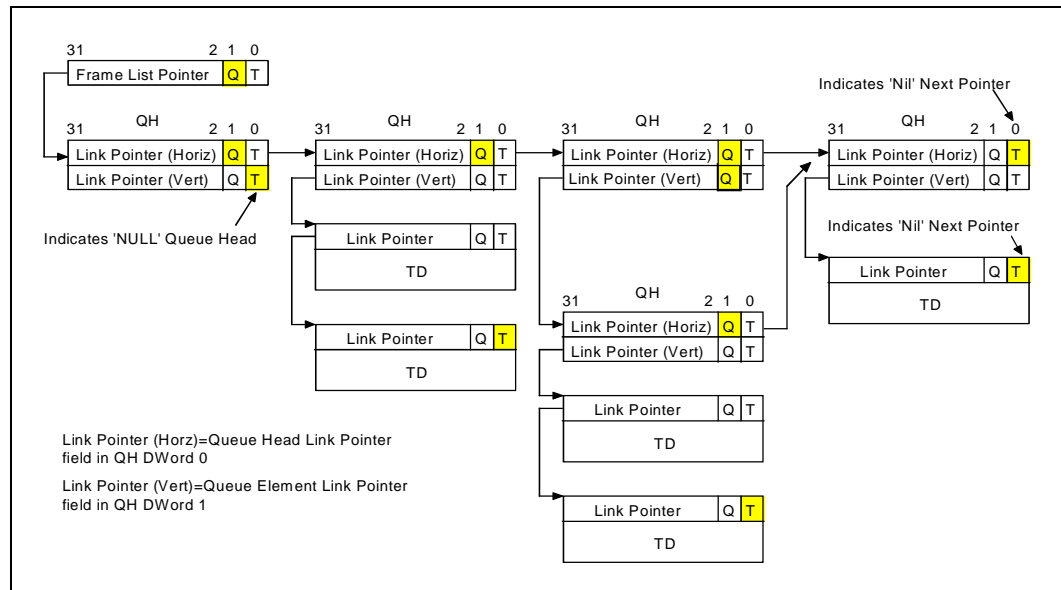 31 2 1 0
Frame List Pointer Q T
Indicates 'Nil' Next Pointer
QH
31 2 1 0
Link Pointer (Horiz) Q T
Link Pointer (Vert) Q T
Indicates 'NULL' Queue Head
QH
31 2 1 0
Link Pointer (Horiz) Q T
Link Pointer (Vert) Q T
Link Pointer Q T
TD
Link Pointer Q T
TD
QH
31 2 1 0
Link Pointer (Horiz) Q T
Link Pointer (Vert) Q T
QH
31 2 1 0
Link Pointer (Horiz) Q T
Link Pointer (Vert) Q T
Link Pointer Q T
TD
Link Pointer Q T
TD
QH
31 2 1 0
Link Pointer (Horiz) Q T
Link Pointer (Vert) Q T
Indicates 'Nil' Next Pointer
Link Pointer Q T
TD
Link Pointer (Horz)=Queue Head Link Pointer
field in QH DWord 0
Link Pointer (Vert)=Queue Element Link Pointer
field in QH DWord 1